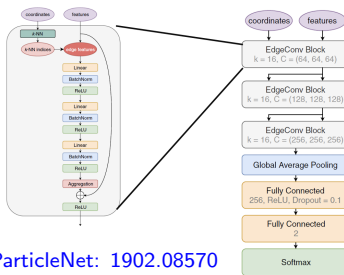 coordinates
features
k-NN
k-NN indices
edge features
Linear
BatchNorm
ReLU
Linear
BatchNorm
ReLU
Linear
BatchNorm
ReLU
Aggregation
ReLU
ParticleNet: 1902.08570
coordinates
features
EdgeConv Block
k = 16, C = (64, 64, 64)
EdgeConv Block
k = 16, C = (128, 128, 128)
EdgeConv Block
k = 16, C = (256, 256, 256)
Global Average Pooling
Fully Connected
256, ReLU, Dropout = 0.1
Fully Connected
2
Softmax